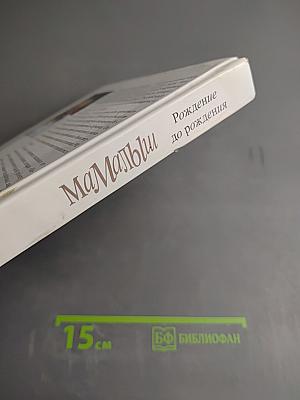 МаМалыш
Рождение
до рождения
15 см
БФ БИБЛИОФАН